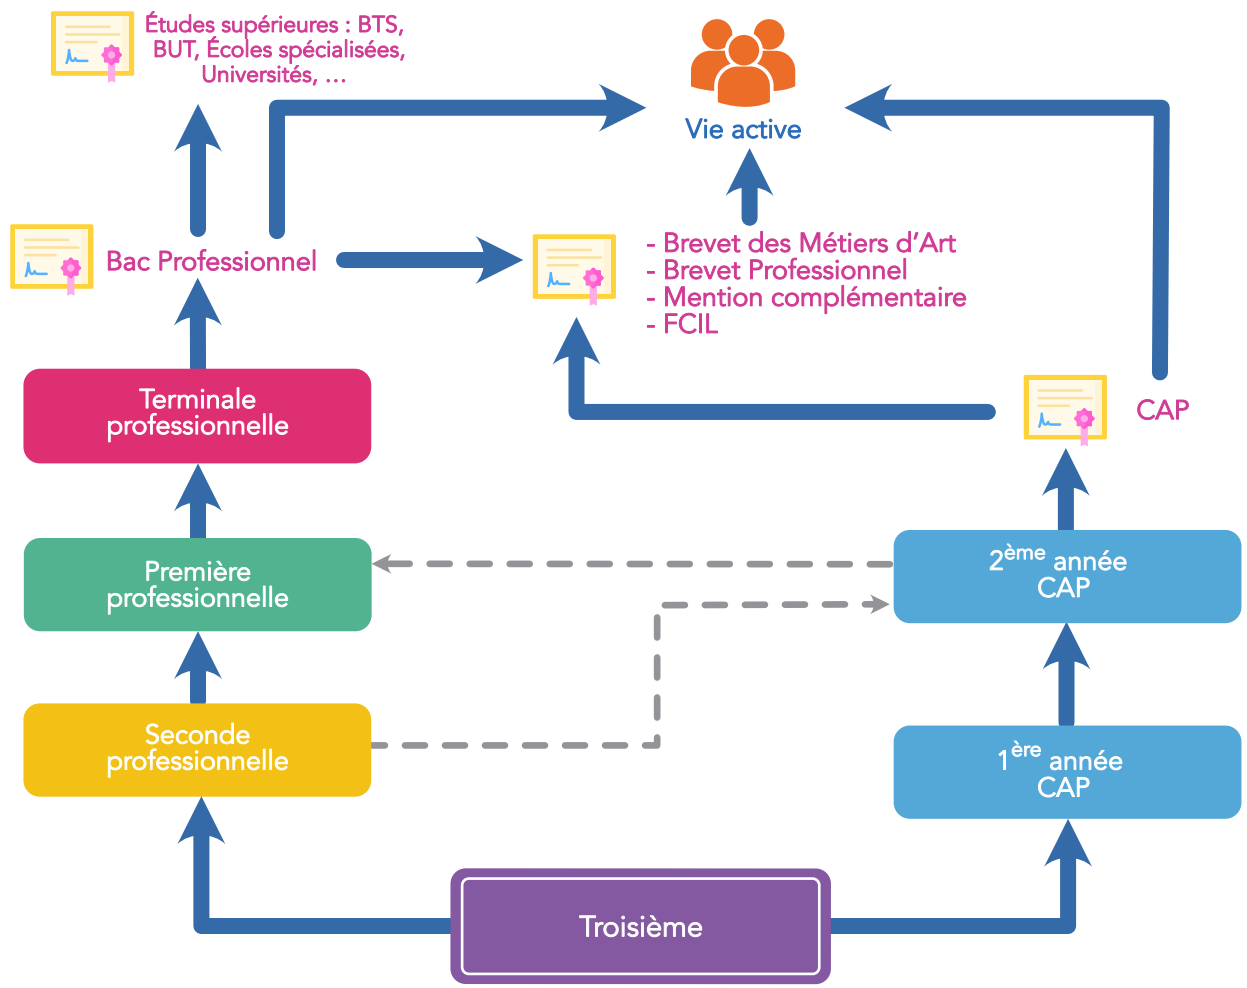 Études supérieures : BTS,
BUT, Écoles spécialisées,
Universités, ...
Vie active
Bac Professionnel
- Brevet des Métiers d’Art
- Brevet Professionnel
- Mention complémentaire
- FCIL
Terminale
professionnelle
CAP
Première
professionnelle
2ème année
CAP
Seconde
professionnelle
1ère année
CAP
Troisième